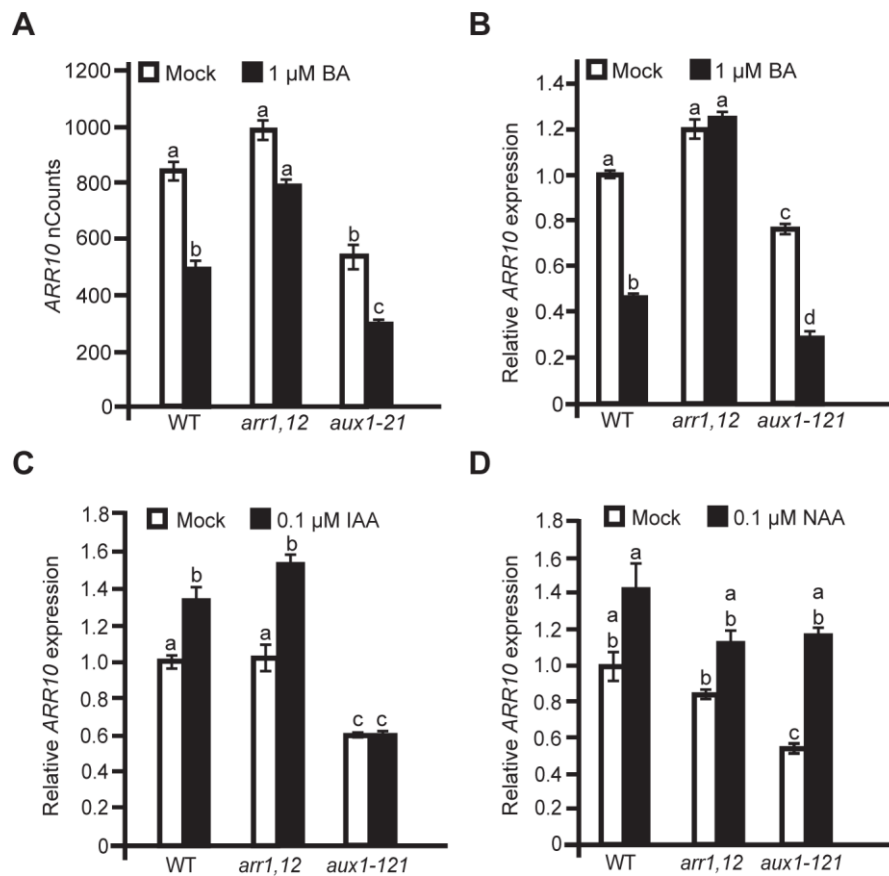 A
ARR10 nCounts
1200
1000
800
600
400
200
0
Mock 1 µM BA
a
b
a
a
b
c
WT arr1,12 aux1-21
B
Relative ARR10 expression
1.4
1.2
1.0
0.8
0.6
0.4
0.2
0
Mock 1 µM BA
a
b
a
a
c
d
WT arr1,12 aux1-121
C
Relative ARR10 expression
1.8
1.6
1.4
1.2
1.0
0.8
0.6
0.4
0.2
0
Mock 0.1 µM IAA
a
b
a
b
c c
WT arr1,12 aux1-121
D
Relative ARR10 expression
1.8
1.6
1.4
1.2
1.0
0.8
0.6
0.4
0.2
0
Mock 0.1 µM NAA
a
b
a
b
a
b
c
a
b
WT arr1,12 aux1-121